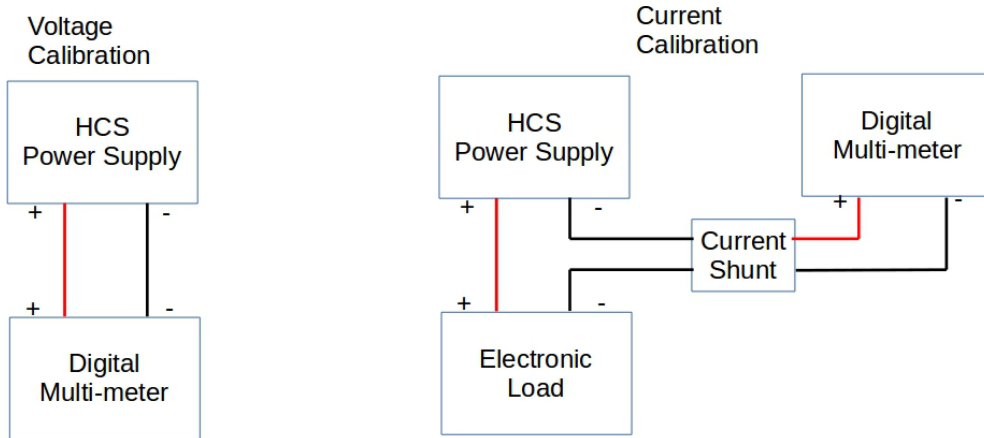 Voltage
Calibration
HCS
Power Supply
+ -
+ -
Digital
Multi-meter
Current
Calibration
HCS
Power Supply
+ -
Digital
Multi-meter
+ -
Current
Shunt
+ -
Electronic
Load